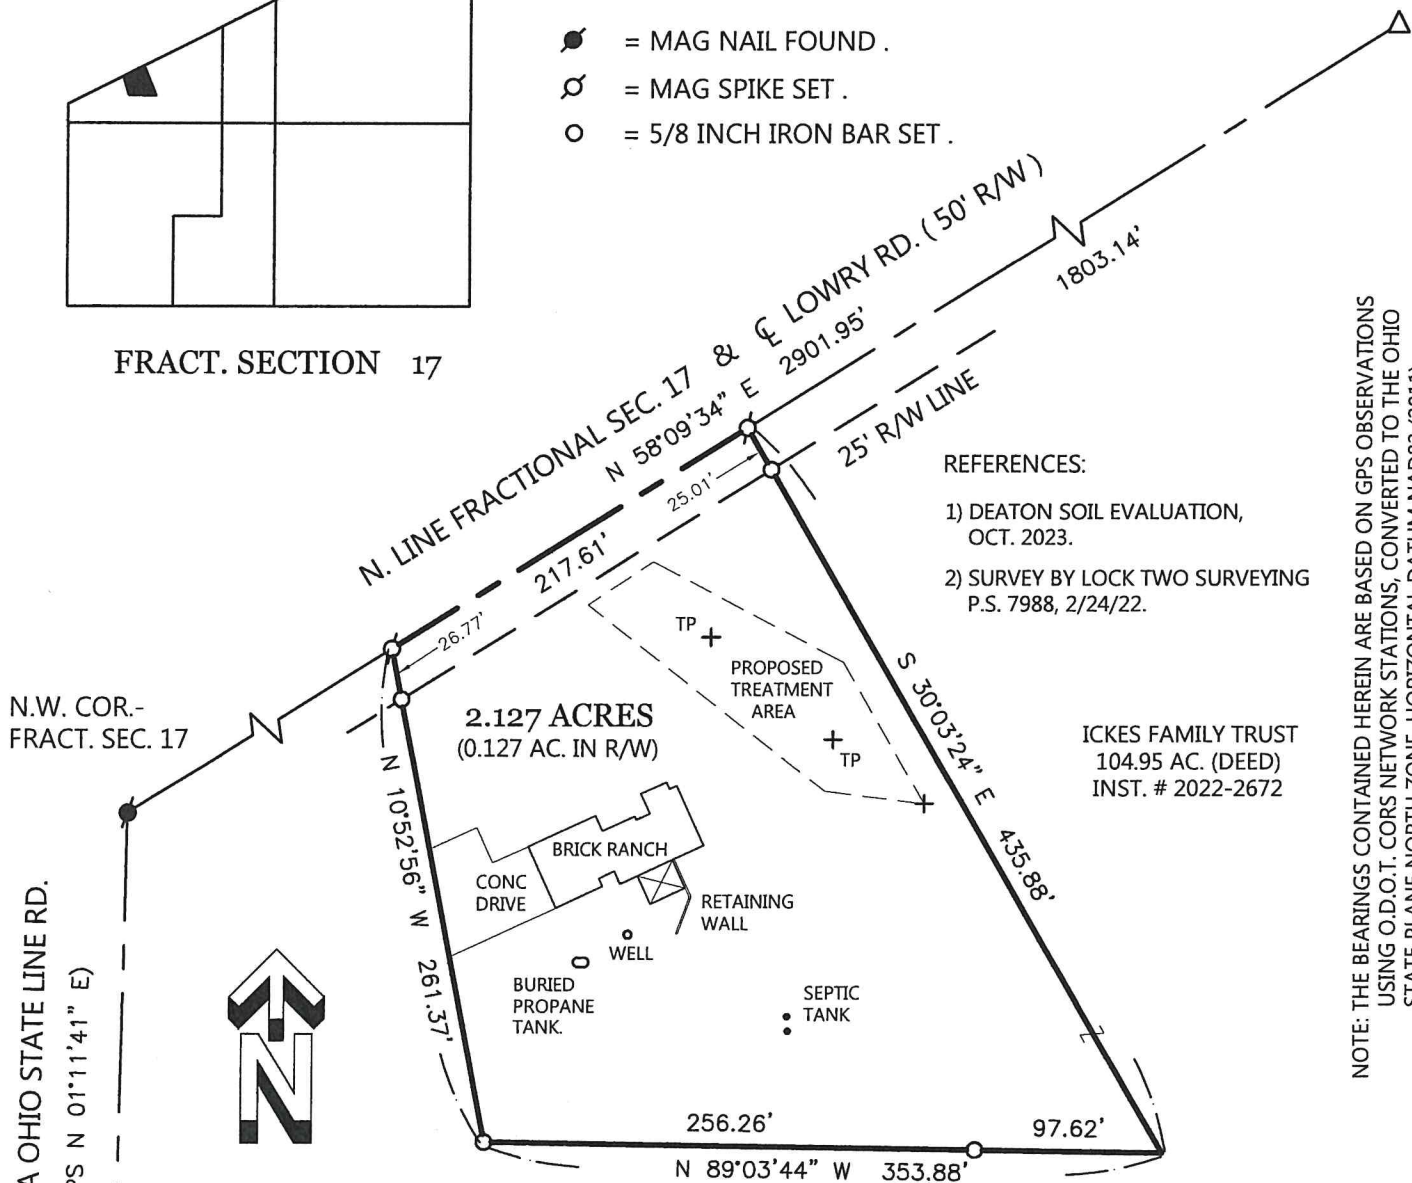 = MAG NAIL FOUND .
= MAG SPIKE SET .
= 5/8 INCH IRON BAR SET .
FRACT. SECTION 17
N. LINE FRACTIONAL SEC. 17 & ℄ LOWRY RD. ( 50' R/W )
N 58°09'34” E 2901.95'
1803.14'
25' R/W LINE
25.01'
217.61'
26.77'
REFERENCES:
1) DEATON SOIL EVALUATION,
OCT. 2023.
2) SURVEY BY LOCK TWO SURVEYING
P.S. 7988, 2/24/22.
N.W. COR.-
FRACT. SEC. 17
2.127 ACRES
(0.127 AC. IN R/W)
TP
PROPOSED
TREATMENT
AREA
TP
S 30°03'24” E 435.88'
ICKES FAMILY TRUST
104.95 AC. (DEED)
INST. # 2022-2672
N 10°52'56” W 261.37'
BRICK RANCH
CONC
DRIVE
RETAINING
WALL
WELL
BURIED
PROPANE
TANK.
SEPTIC
TANK
N
256.26'
97.62'
N 89°03'44” W 353.88'
OHIO STATE LINE RD.
N 01°11'41” E)
NOTE: THE BEARINGS CONTAINED HEREIN ARE BASED ON GPS OBSERVATIONS
USING O.D.O.T. CORS NETWORK STATIONS, CONVERTED TO THE OHIO